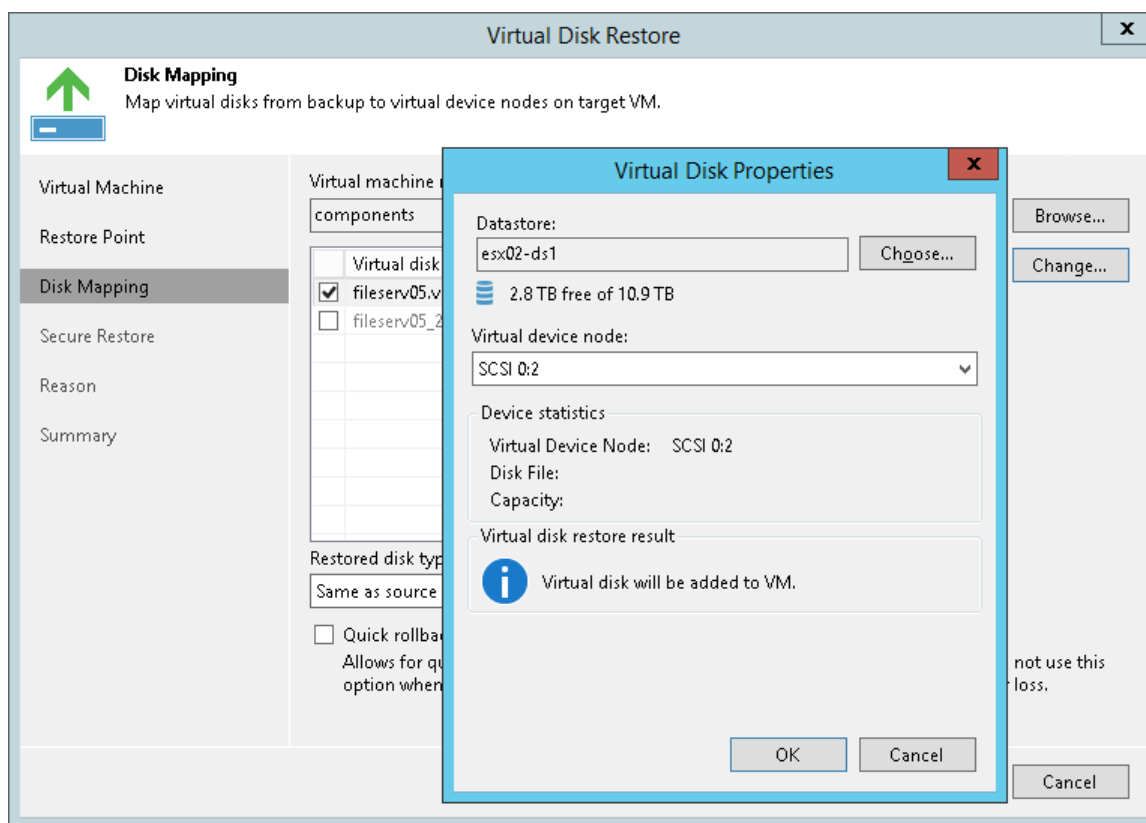 Virtual Disk Restore
x
Disk Mapping
Map virtual disks from backup to virtual device nodes on target VM.
Virtual Machine
Restore Point
Disk Mapping
Secure Restore
Reason
Summary
Virtual machine
components
Browse...
Virtual disk
Change...
fileserv05.v
fileserv05_2
Restored disk typ
Same as source
Quick rollba
Allows for qu
not use this
option when
loss.
Cancel
Virtual Disk Properties
x
Datastore:
esx02-ds1
Choose...
2.8 TB free of 10.9 TB
Virtual device node:
SCSI 0:2
Device statistics
Virtual Device Node: SCSI 0:2
Disk File:
Capacity:
Virtual disk restore result
Virtual disk will be added to VM.
OK
Cancel